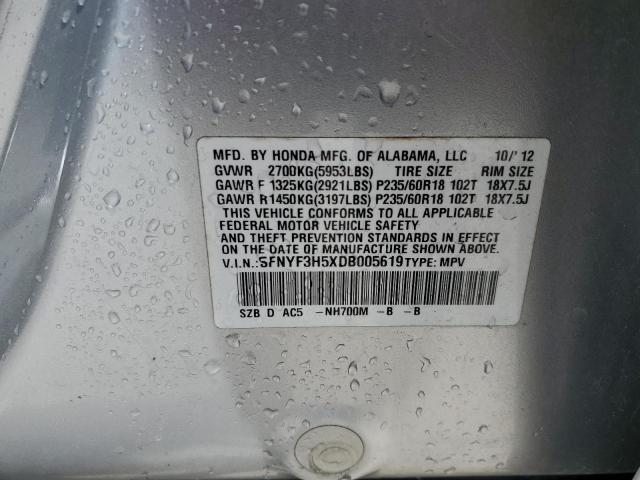 MFD. BY HONDA MFG. OF ALABAMA, LLC 10/'12
GVWR 2700KG(5953LBS) TIRE SIZE RIM SIZE
GAWR F 1325KG(2921LBS) P235/60R18 102T 18X7.5J
GAWR R1450KG(3197LBS) P235/60R18 102T 18X7.5J
THIS VEHICLE CONFORMS TO ALL APPLICABLE
FEDERAL MOTOR VEHICLE SAFETY
AND THEFT PREVENTION STANDARDS IN EFFECT
ON THE DATE OF MANUFACTURE SHOWN ABOVE.
V.I.N.:5FNYF3H5XDB005619 TYPE: MPV
SZB D AC5 -NH700M -B -B